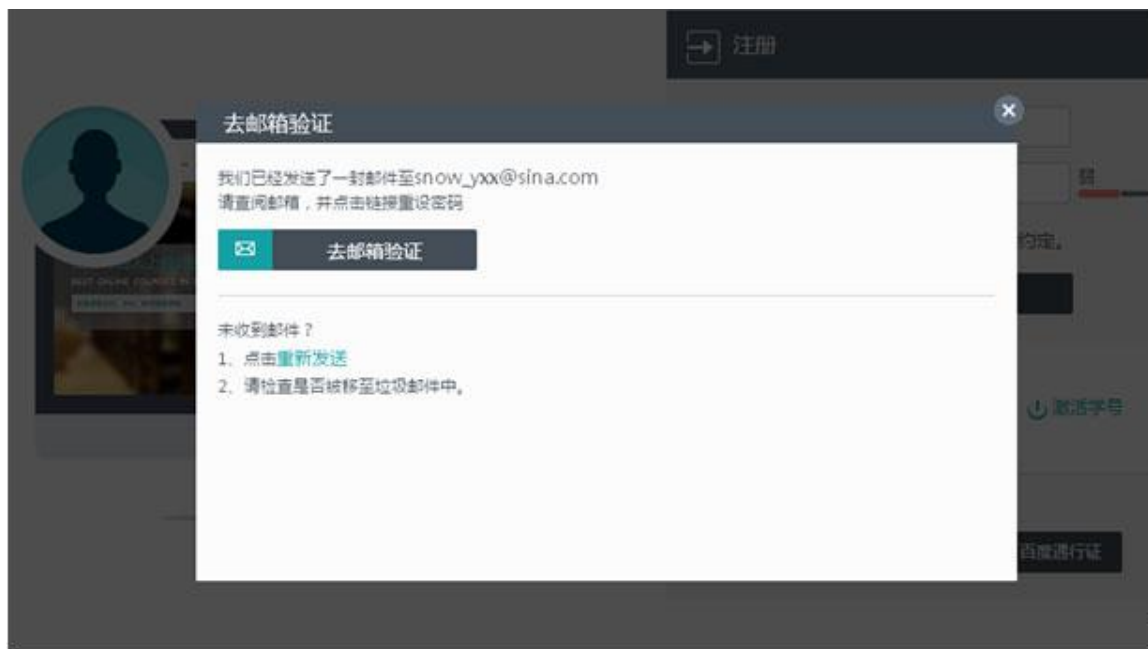 注册
去邮箱验证
我们已经发送了一封邮件至snow_yxx@sina.com
请查阅邮箱，并点击链接重设密码
去邮箱验证
未收到邮件？
1、点击重新发送
2、请检查是否被移至垃圾邮件中。
弱
约定。
激活学号
百度通行证